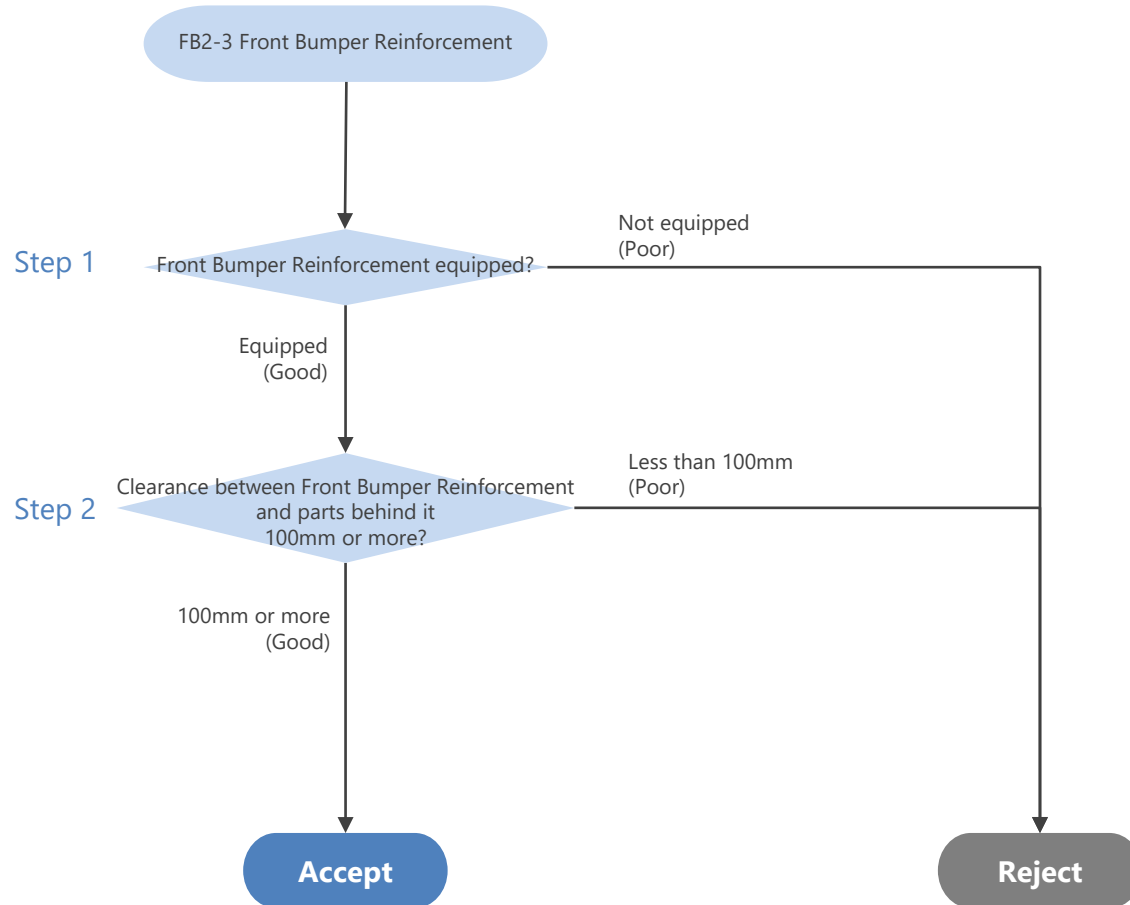 FB2-3 Front Bumper Reinforcement
Step 1
Front Bumper Reinforcement equipped?
Not equipped
(Poor)
Equipped
(Good)
Step 2
Clearance between Front Bumper Reinforcement
and parts behind it
100mm or more?
Less than 100mm
(Poor)
100mm or more
(Good)
Accept
Reject